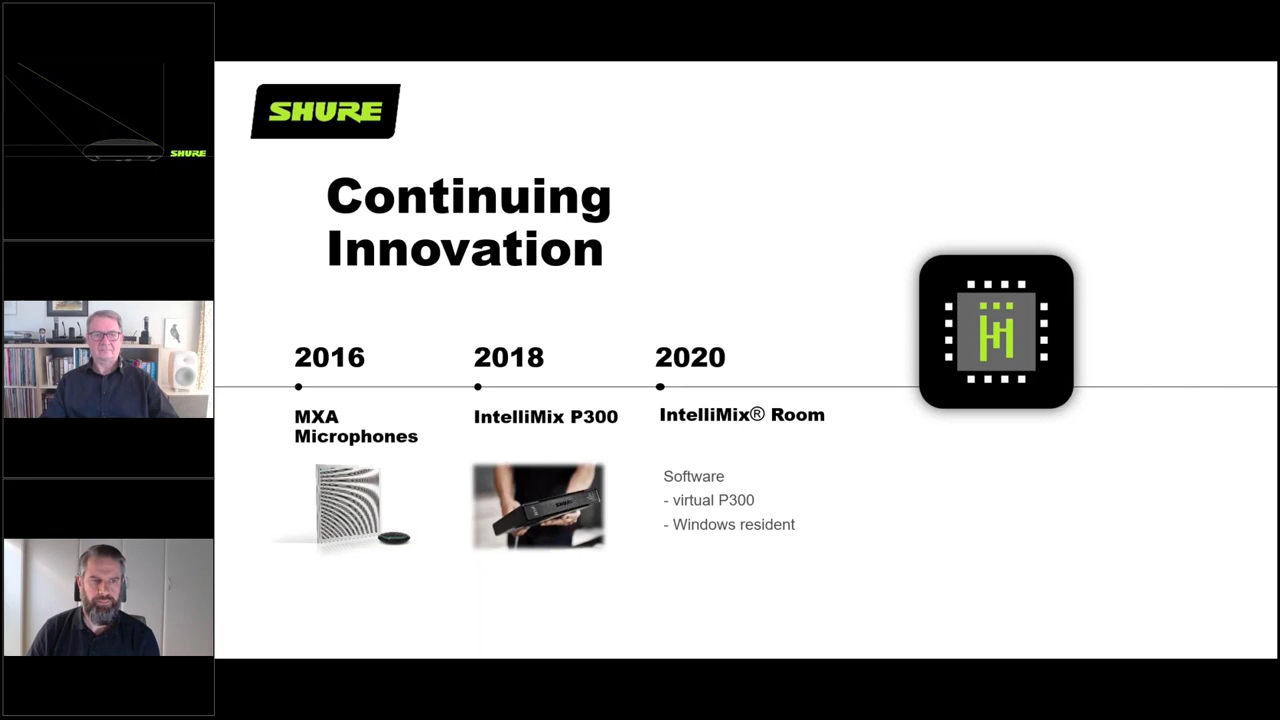 SHURE
SHURE
Continuing
Innovation
2016
2018
2020
MXA
Microphones
IntelliMix P300
IntelliMix® Room
Software
- virtual P300
- Windows resident